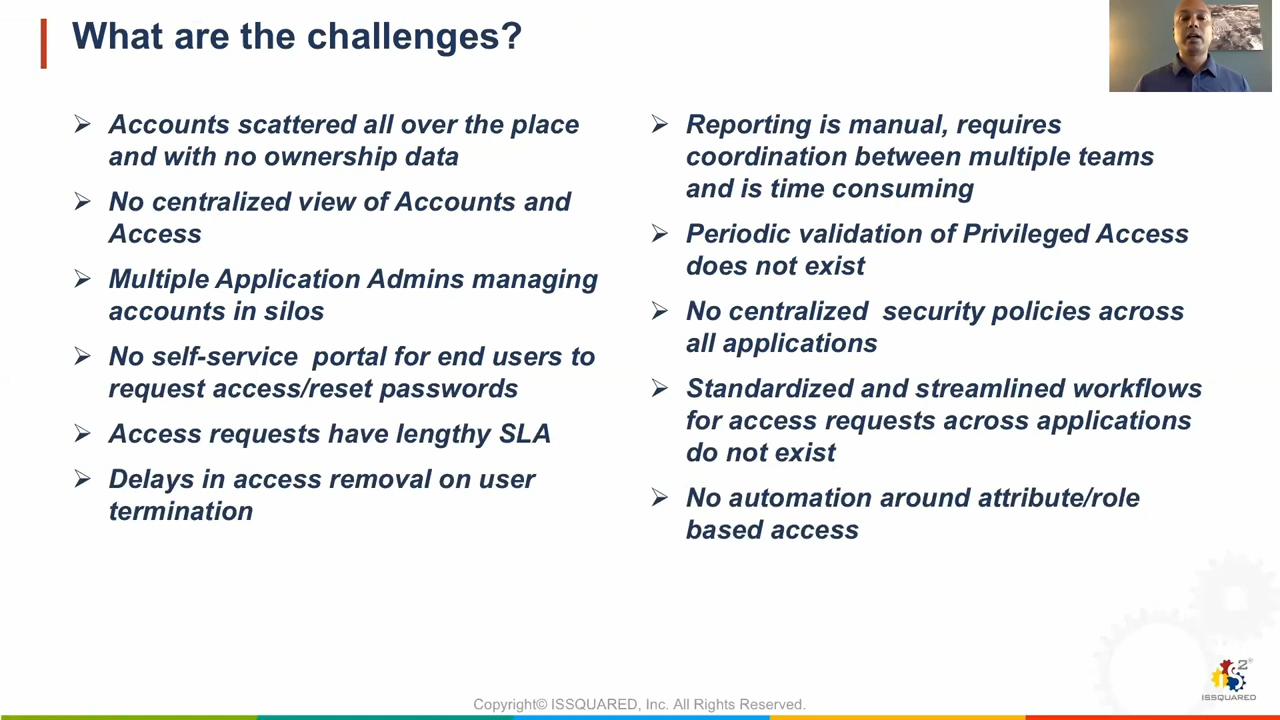 What are the challenges?
➢ Accounts scattered all over the place
and with no ownership data
➢ No centralized view of Accounts and
Access
➢ Multiple Application Admins managing
accounts in silos
➢ No self-service  portal for end users to
request access/reset passwords
➢ Access requests have lengthy SLA
➢ Delays in access removal on user
termination
➢ Reporting is manual, requires
coordination between multiple teams
and is time consuming
➢ Periodic validation of Privileged Access
does not exist
➢ No centralized  security policies across
all applications
➢ Standardized and streamlined workflows
for access requests across applications
do not exist
➢ No automation around attribute/role
based access
2®
ISSQUARED
Copyright© ISSQUARED, Inc. All Rights Reserved.